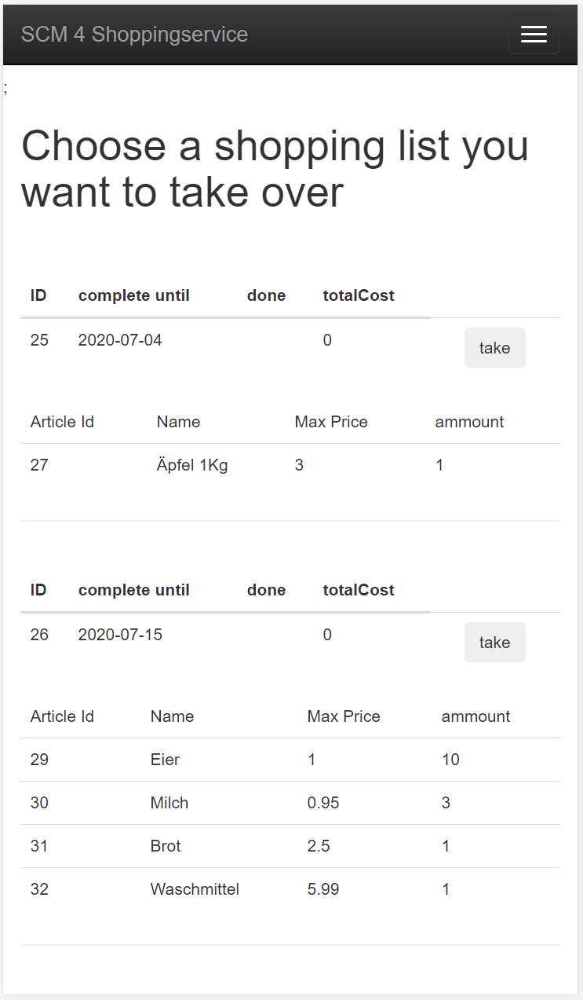 SCM 4 Shoppingservice
;
Choose a shopping list you
want to take over
ID complete until done totalCost
25 2020-07-04 0 take
Article Id Name Max Price ammount
27 Äpfel 1Kg 3 1
ID complete until done totalCost
26 2020-07-15 0 take
Article Id Name Max Price ammount
29 Eier 1 10
30 Milch 0.95 3
31 Brot 2.5 1
32 Waschmittel 5.99 1